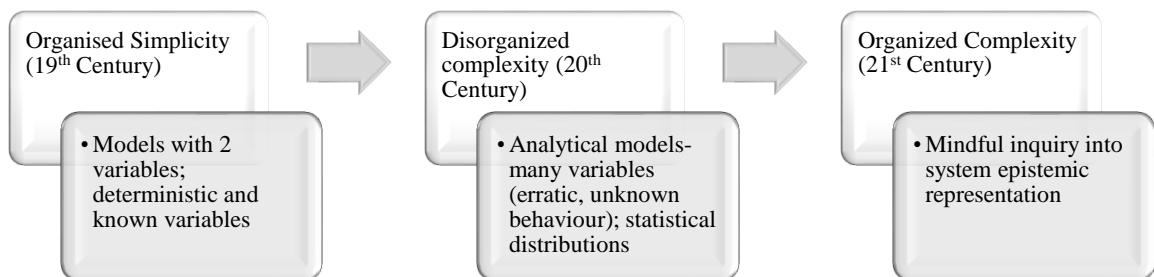 Organised Simplicity
(19th Century)
• Models with 2
variables;
deterministic and
known variables
Disorganized
complexity (20th
Century)
• Analytical models-
many variables
(erratic, unknown
behaviour); statistical
distributions
Organized Complexity
(21st Century)
• Mindful inquiry into
system epistemic
representation